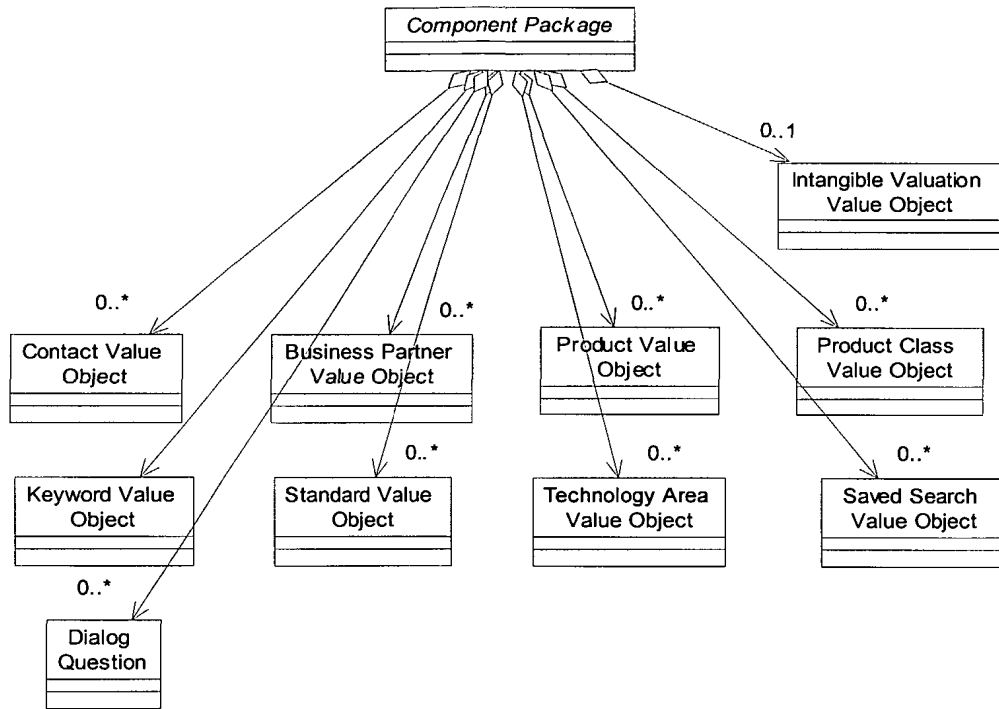 Component Package
0..1
Intangible Valuation
Value Object
0..*
0..*
0..*
0..*
Contact Value
Object
Business Partner
Value Object
Product Value
Object
Product Class
Value Object
0..*
0..*
0..*
Keyword Value
Object
Standard Value
Object
Technology Area
Value Object
Saved Search
Value Object
0..*
Dialog
Question